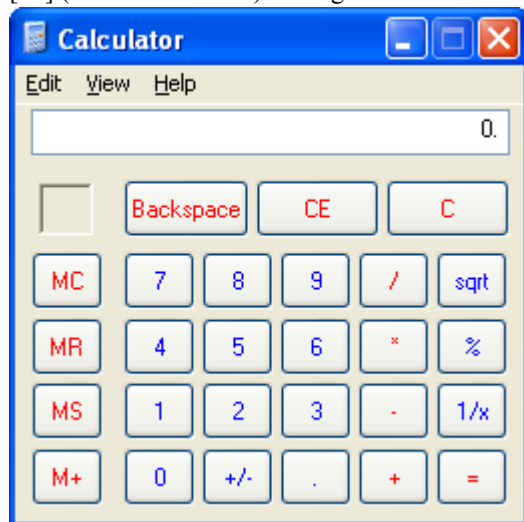 Calculator
Edit View Help
0.
Backspace CE C
MC 7 8 9 / sqrt
MR 4 5 6 * %
MS 1 2 3 - 1/x
M+ 0 +/- . + =